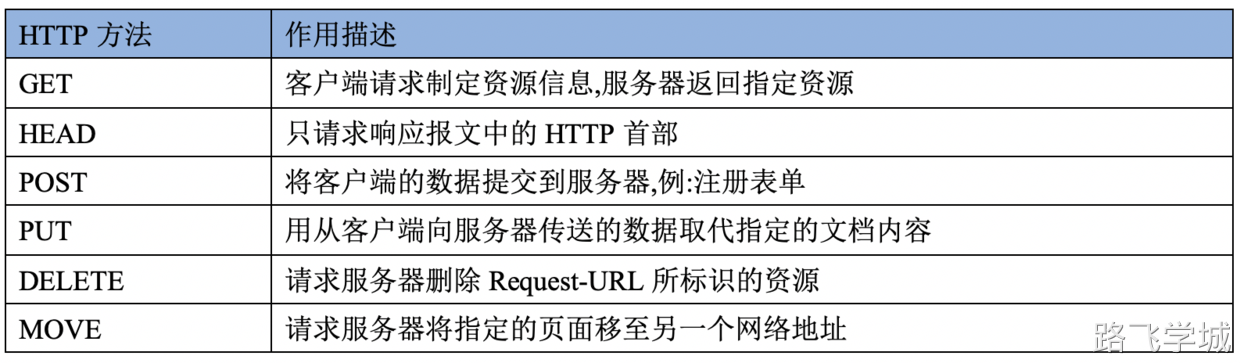 HTTP 方法 作用描述
GET 客户端请求制定资源信息,服务器返回指定资源
HEAD 只请求响应报文中的 HTTP 首部
POST 将客户端的数据提交到服务器,例:注册表单
PUT 用从客户端向服务器传送的数据取代指定的文档内容
DELETE 请求服务器删除 Request-URL 所标识的资源
MOVE 请求服务器将指定的页面移至另一个网络地址
路飞学城